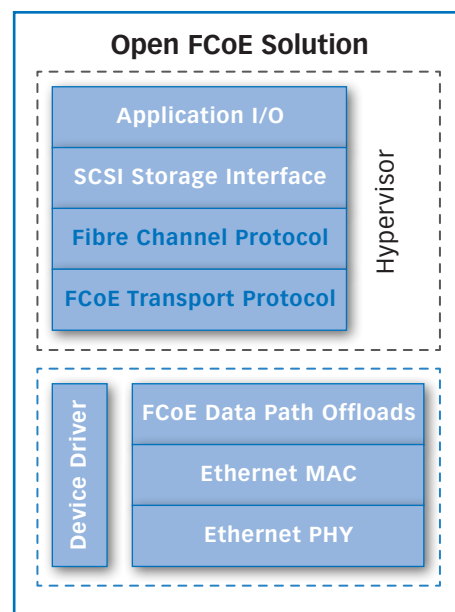 Open FCoE Solution
Application I/O
SCSI Storage Interface
Fibre Channel Protocol
FCoE Transport Protocol
Hypervisor
Device Driver
FCoE Data Path Offloads
Ethernet MAC
Ethernet PHY